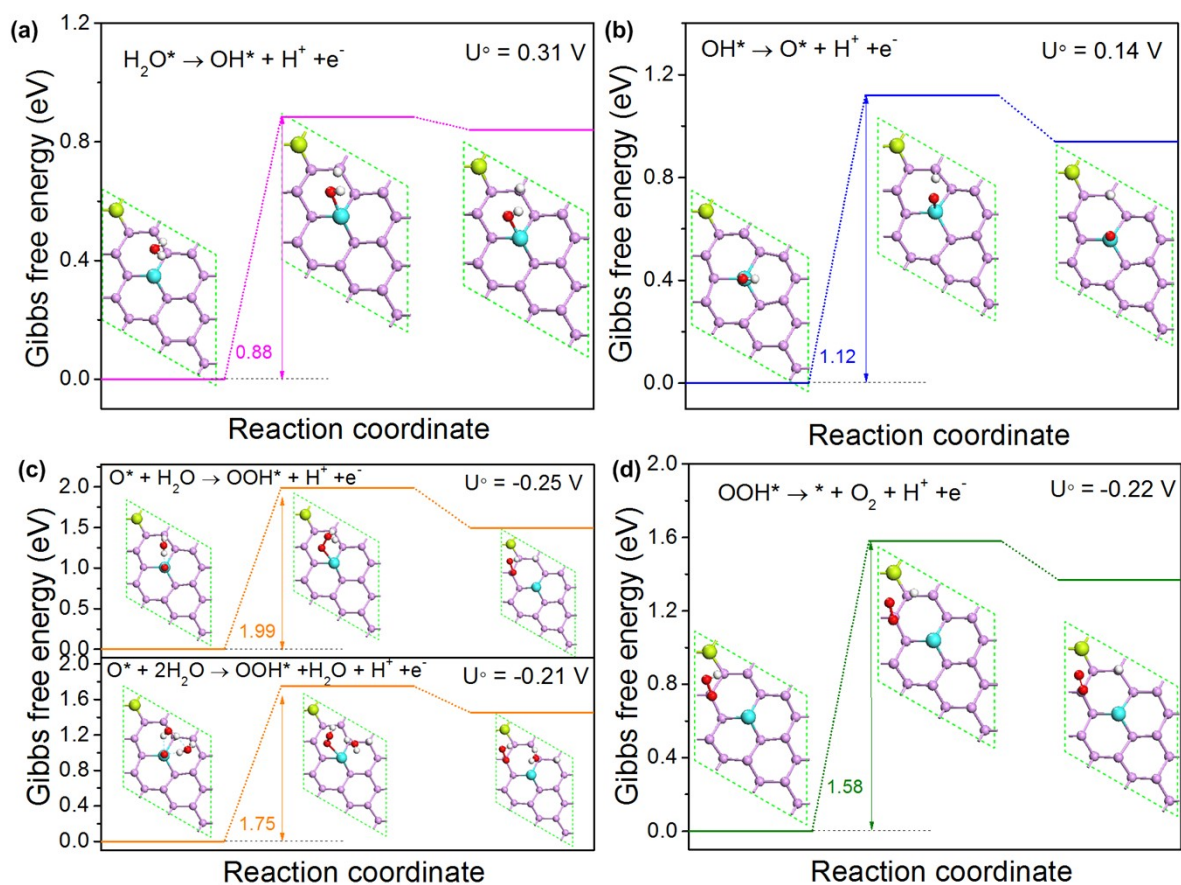 (a)
H₂O* → OH* + H⁺ +e⁻
U° = 0.31 V
1.2
0.8
0.4
0.0
0.88
Gibbs free energy (eV)
Reaction coordinate
(b)
OH* → O* + H⁺ +e⁻
U° = 0.14 V
1.2
0.8
0.4
0.0
1.12
Gibbs free energy (eV)
Reaction coordinate
(c)
O* + H₂O → OOH* + H⁺ +e⁻
U° = -0.25 V
2.0
1.5
1.0
0.5
0.0
1.99
O* + 2H₂O → OOH* +H₂O + H⁺ +e⁻
U° = -0.21 V
2.0
1.6
1.2
0.8
0.4
0.0
1.75
Gibbs free energy (eV)
Reaction coordinate
(d)
OOH* → * + O₂ + H⁺ +e⁻
U° = -0.22 V
2.0
1.6
1.2
0.8
0.4
0.0
1.58
Gibbs free energy (eV)
Reaction coordinate